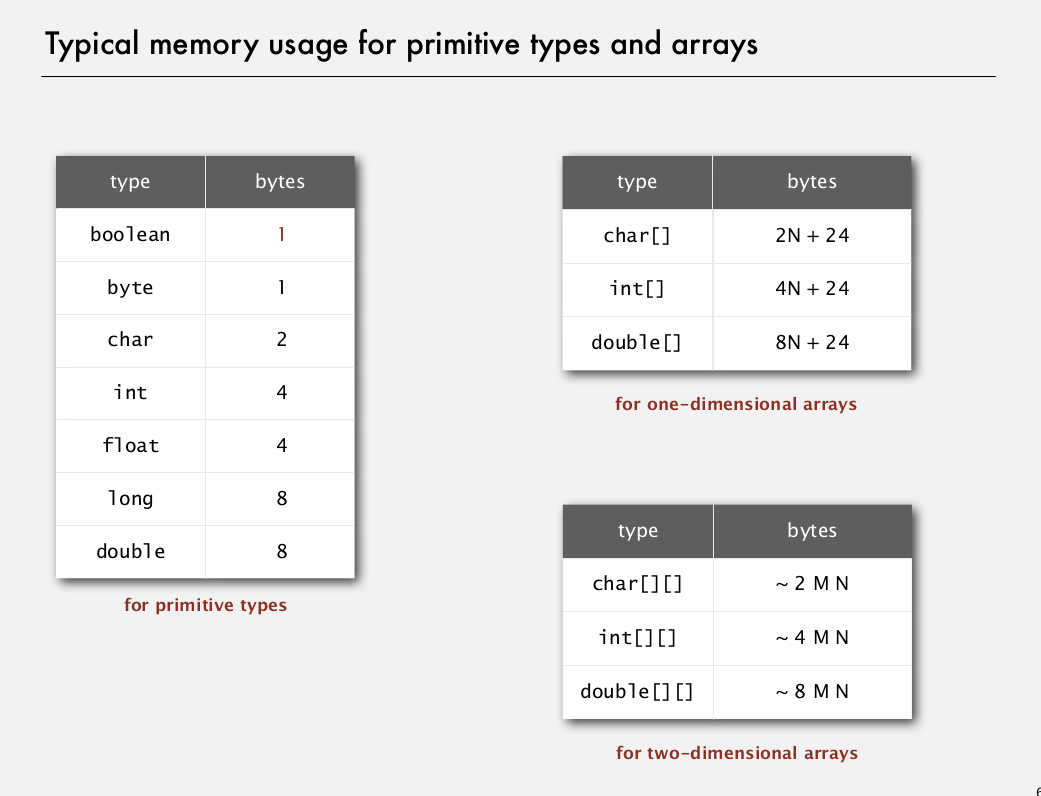 Typical memory usage for primitive types and arrays
type bytes
boolean 1
byte 1
char 2
int 4
float 4
long 8
double 8
for primitive types
type bytes
char[] 2N + 24
int[] 4N + 24
double[] 8N + 24
for one-dimensional arrays
type bytes
char[][] ~ 2 M N
int[][] ~ 4 M N
double[][] ~ 8 M N
for two-dimensional arrays